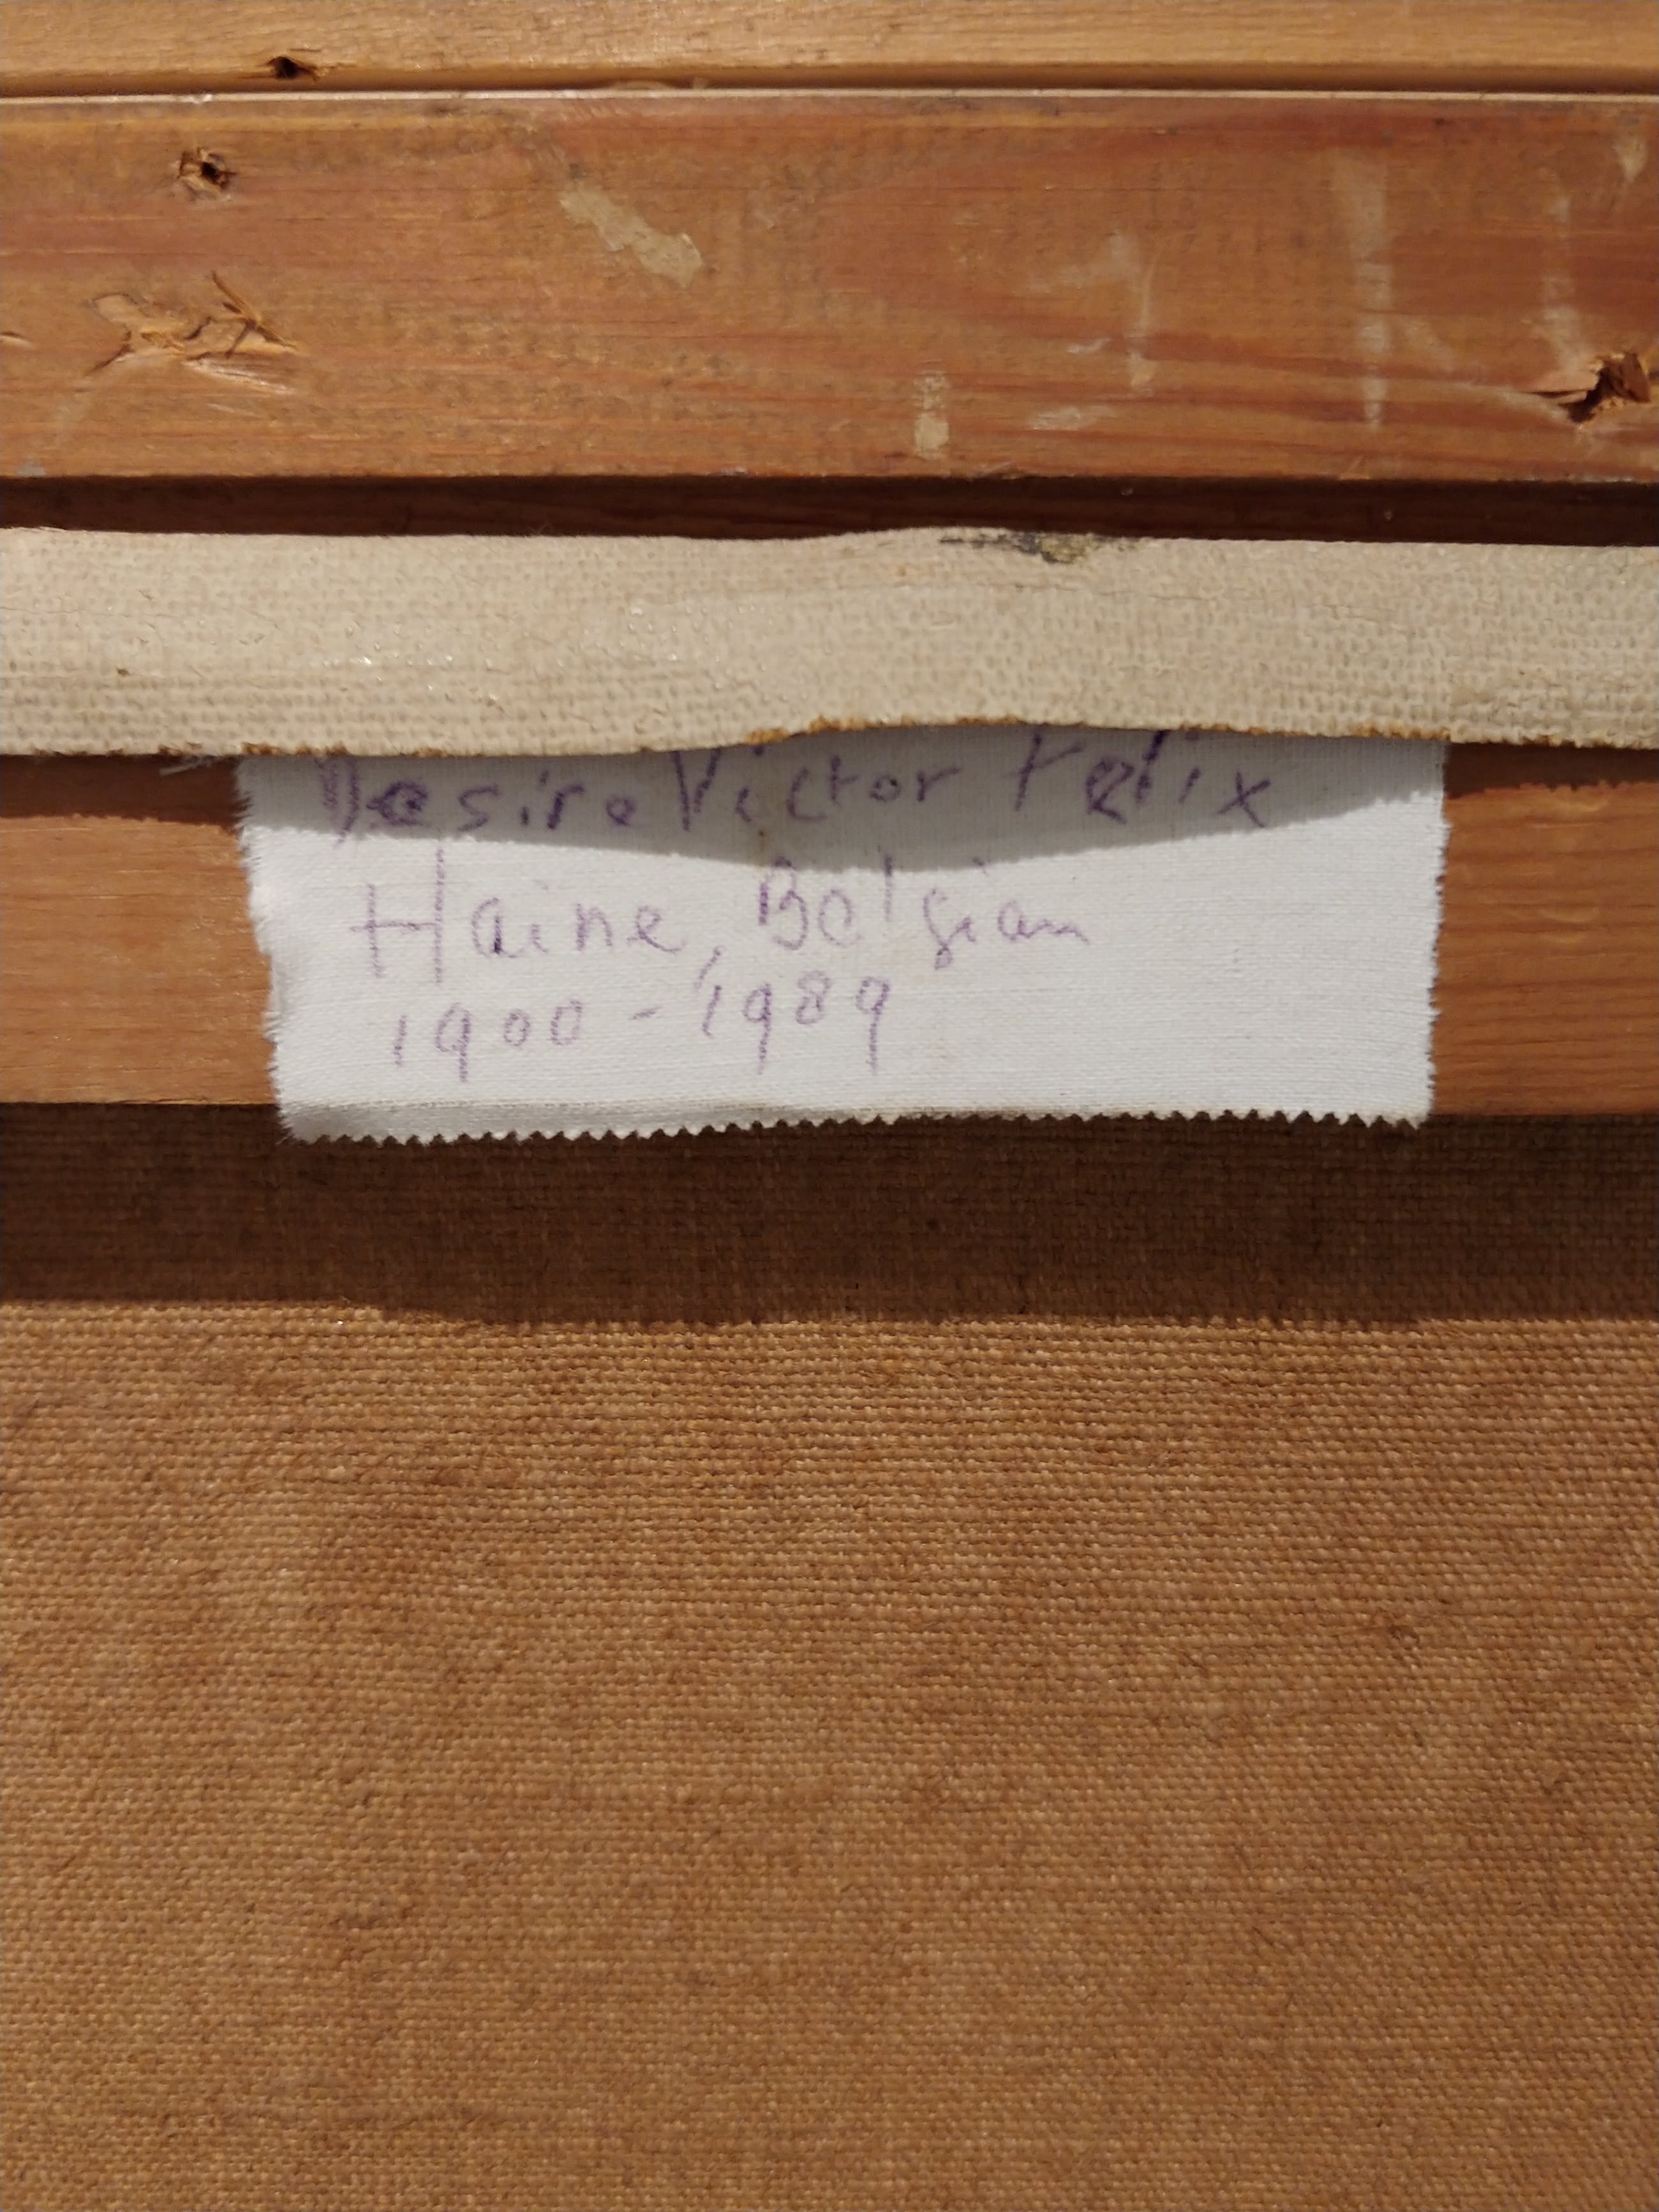 Desire Victor Felix
Haine, Belgian
1900 - 1989